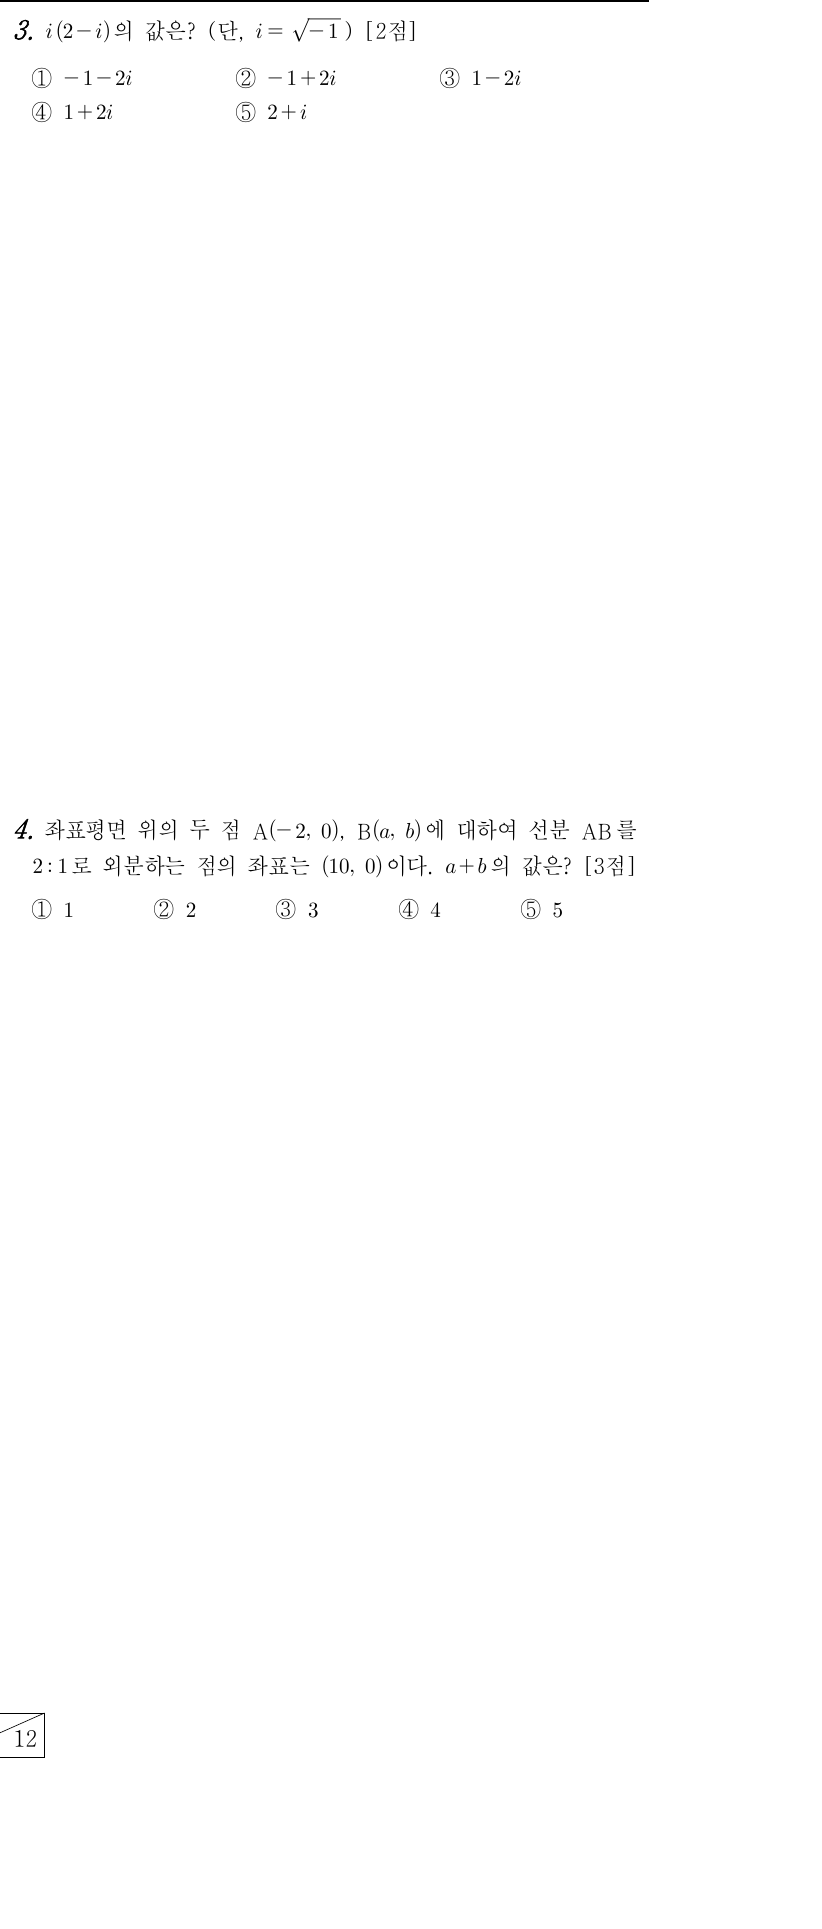 3. i(2-i)의 값은? (단, i=√-1) [2점]
① -1-2i ② -1+2i ③ 1-2i
④ 1+2i ⑤ 2+i
4. 좌표평면 위의 두 점 A(-2, 0), B(a, b)에 대하여 선분 AB를
2:1로 외분하는 점의 좌표는 (10, 0)이다. a+b의 값은? [3점]
① 1 ② 2 ③ 3 ④ 4 ⑤ 5
12